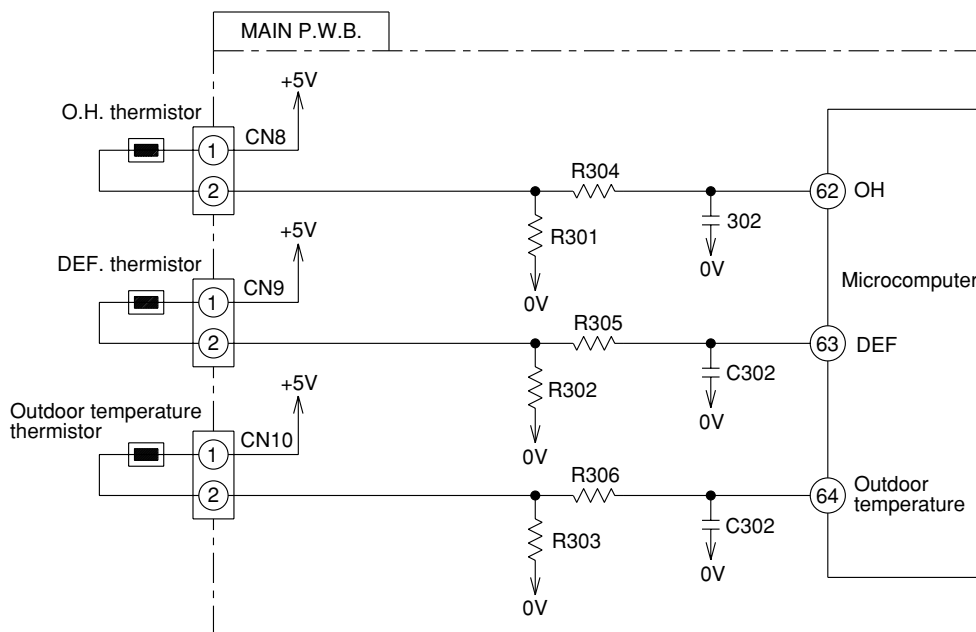 MAIN P.W.B.
+5V
O.H. thermistor
1
CN8
2
R304
62
OH
R301
302
0V
0V
+5V
DEF. thermistor
1
CN9
2
Microcomputer
R305
63
DEF
R302
C302
0V
0V
+5V
Outdoor temperature
thermistor
1
CN10
2
R306
64
Outdoor
temperature
R303
C302
0V
0V